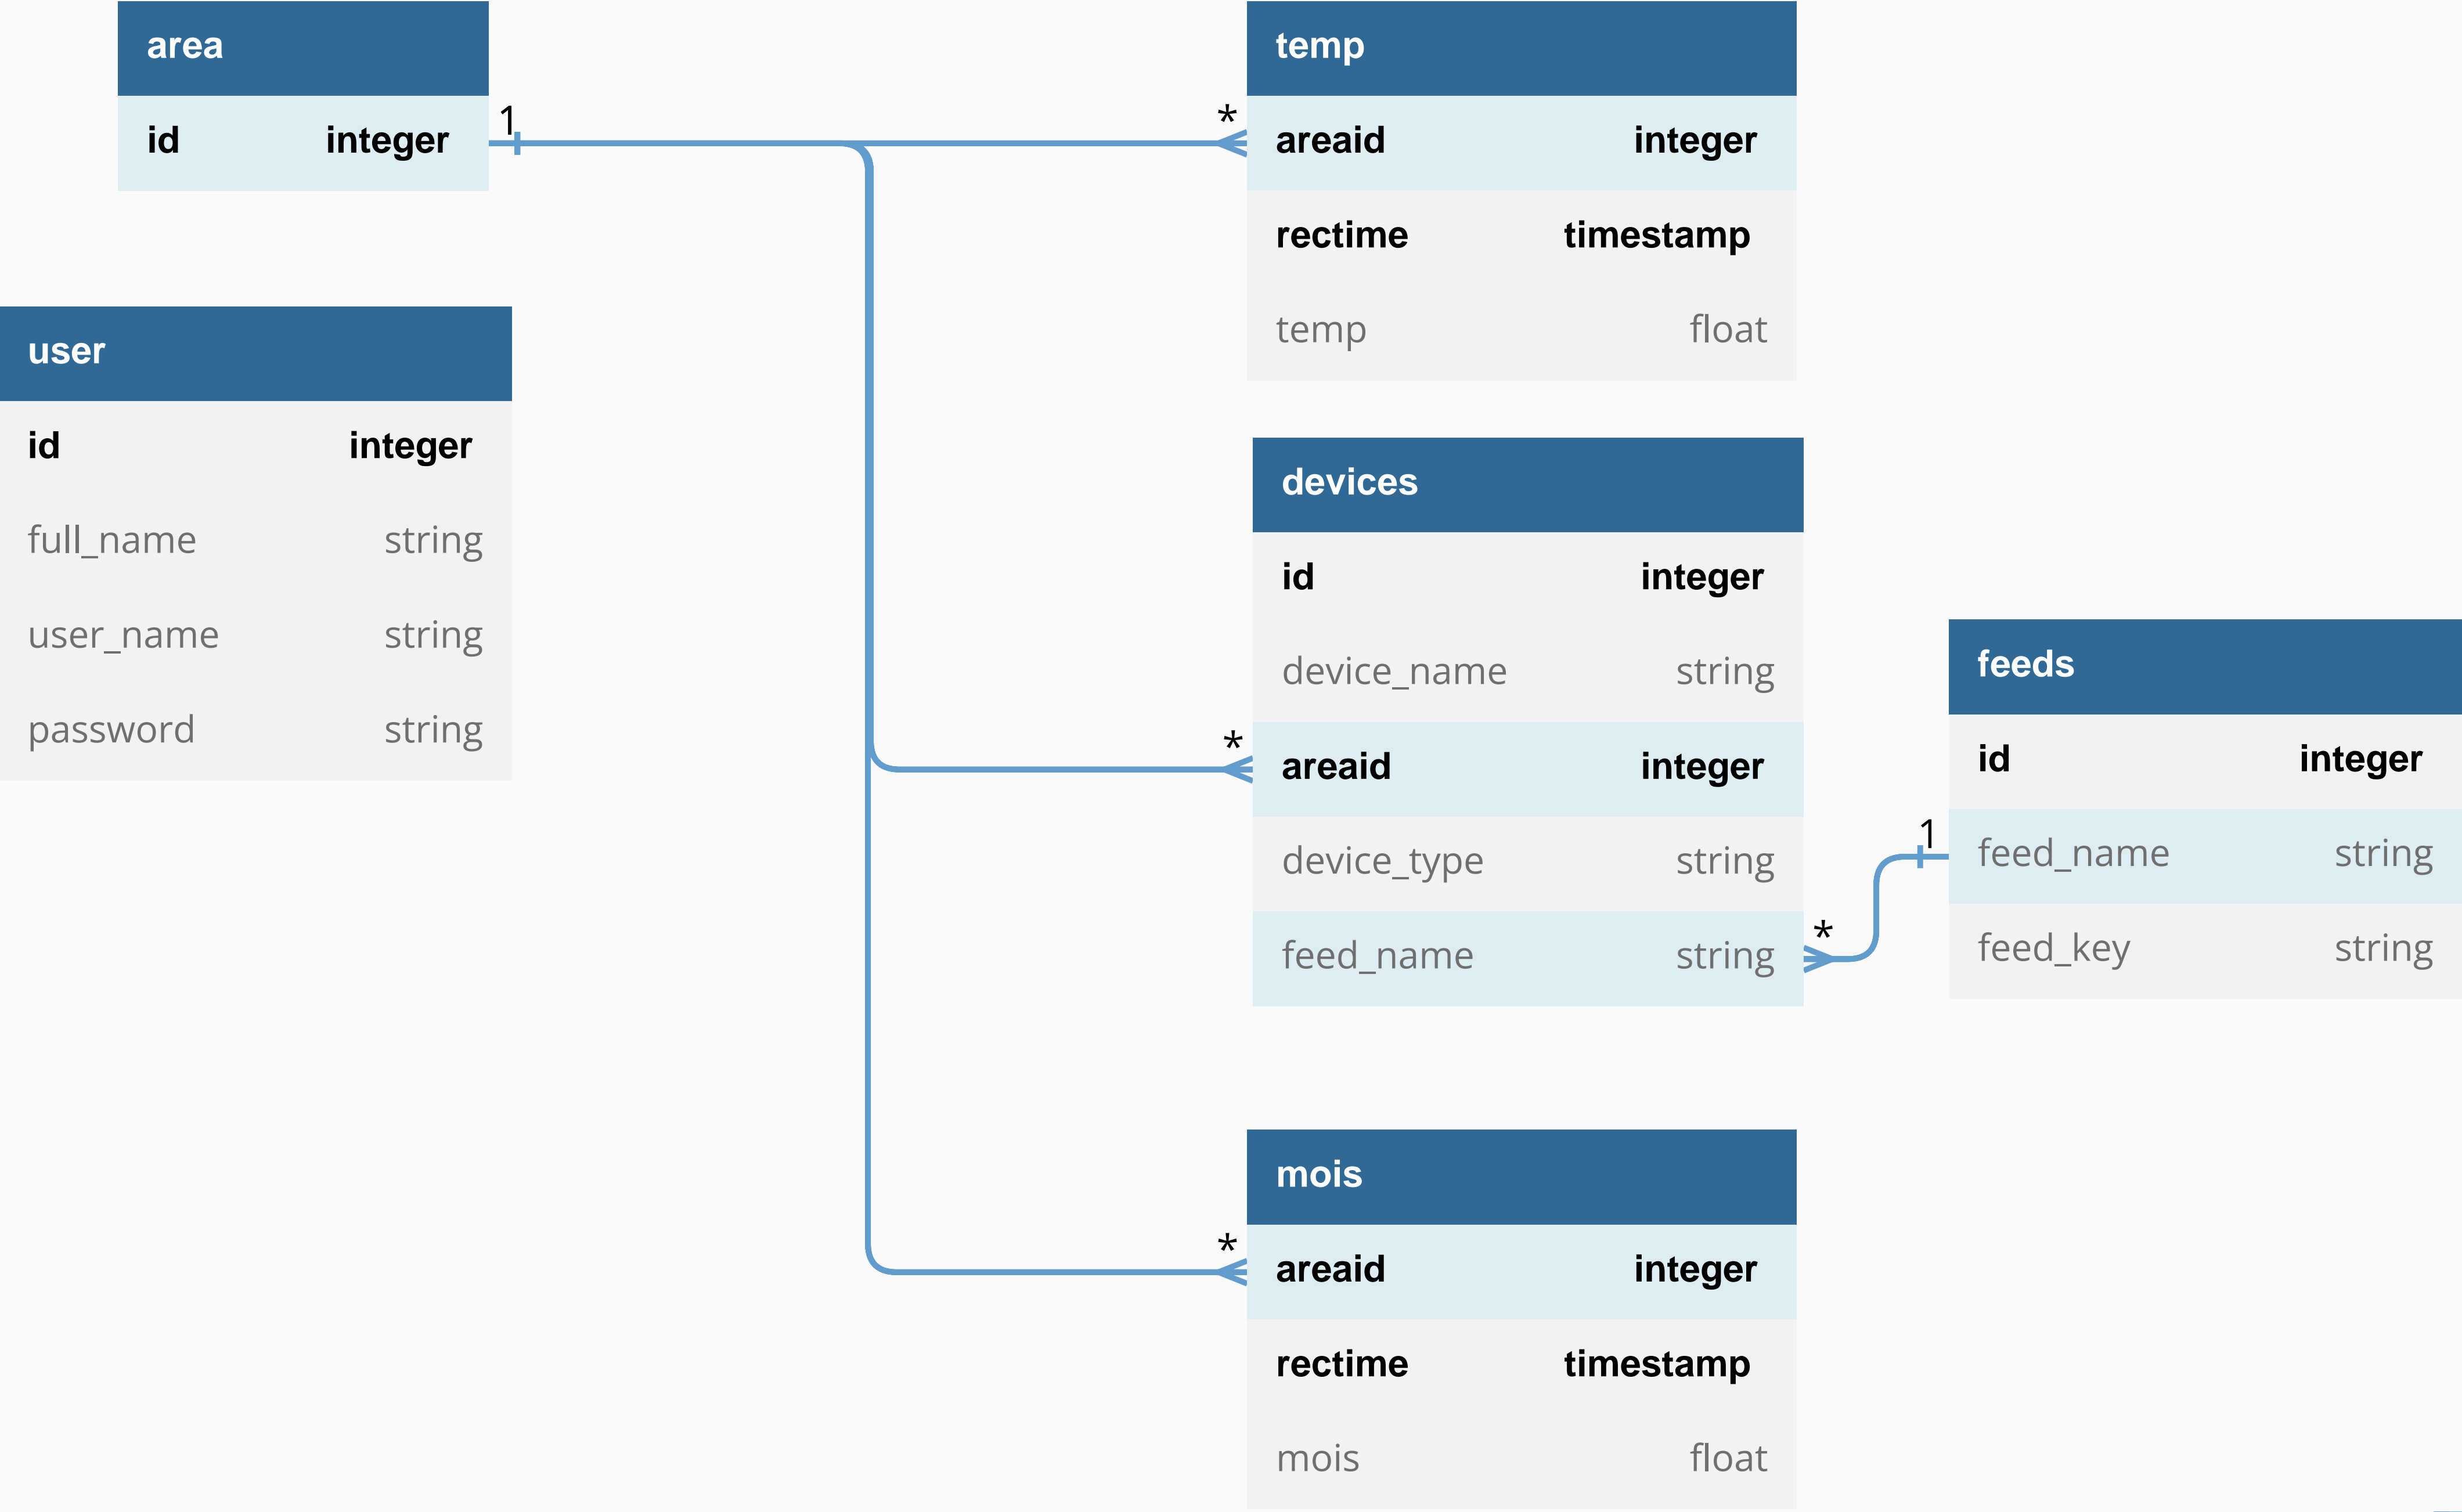 area
id integer
1
user
id integer
full_name string
user_name string
password string
temp
*
areaid integer
rectime timestamp
temp float
devices
id integer
device_name string
*
areaid integer
device_type string
feed_name string
*
feeds
id integer
1
feed_name string
feed_key string
mois
*
areaid integer
rectime timestamp
mois float